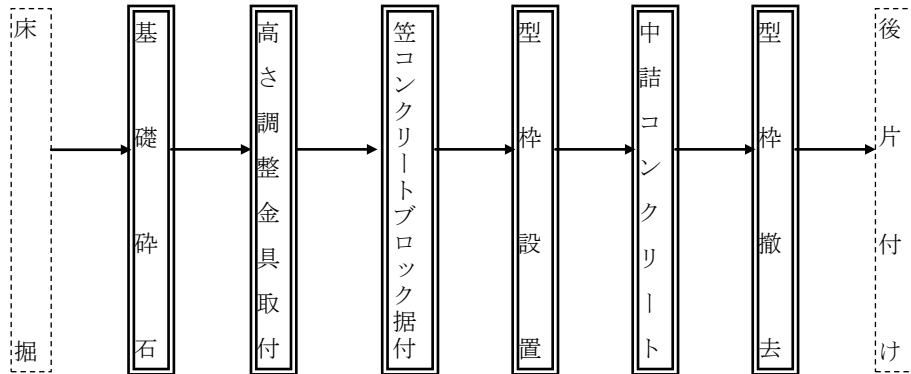 床掘
基礎砕石
高さ調整金具取付
笠コンクリートブロック据付
型枠設置
中詰コンクリート
型枠撤去
後片付け